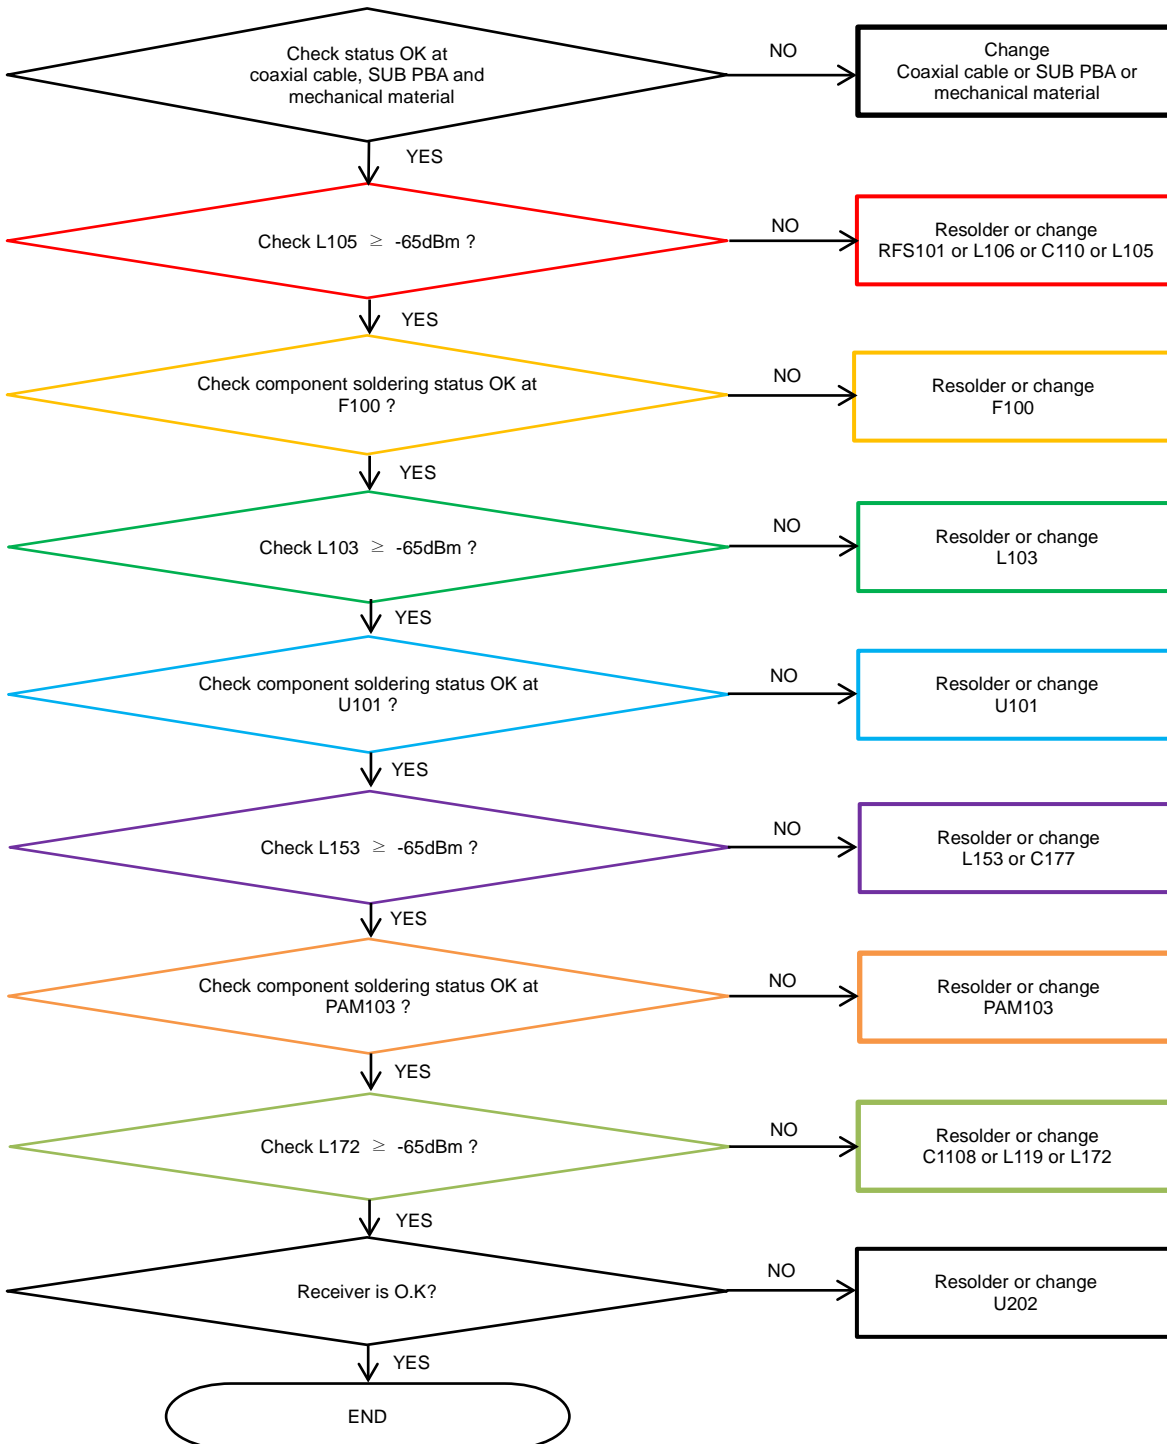 Check status OK at
coaxial cable, SUB PBA and
mechanical material
NO
Change
Coaxial cable or SUB PBA or
mechanical material
YES
Check L105 ≥ -65dBm ?
NO
Resolder or change
RFS101 or L106 or C110 or L105
YES
Check component soldering status OK at
F100 ?
NO
Resolder or change
F100
YES
Check L103 ≥ -65dBm ?
NO
Resolder or change
L103
YES
Check component soldering status OK at
U101 ?
NO
Resolder or change
U101
YES
Check L153 ≥ -65dBm ?
NO
Resolder or change
L153 or C177
YES
Check component soldering status OK at
PAM103 ?
NO
Resolder or change
PAM103
YES
Check L172 ≥ -65dBm ?
NO
Resolder or change
C1108 or L119 or L172
YES
Receiver is O.K?
NO
Resolder or change
U202
YES
END